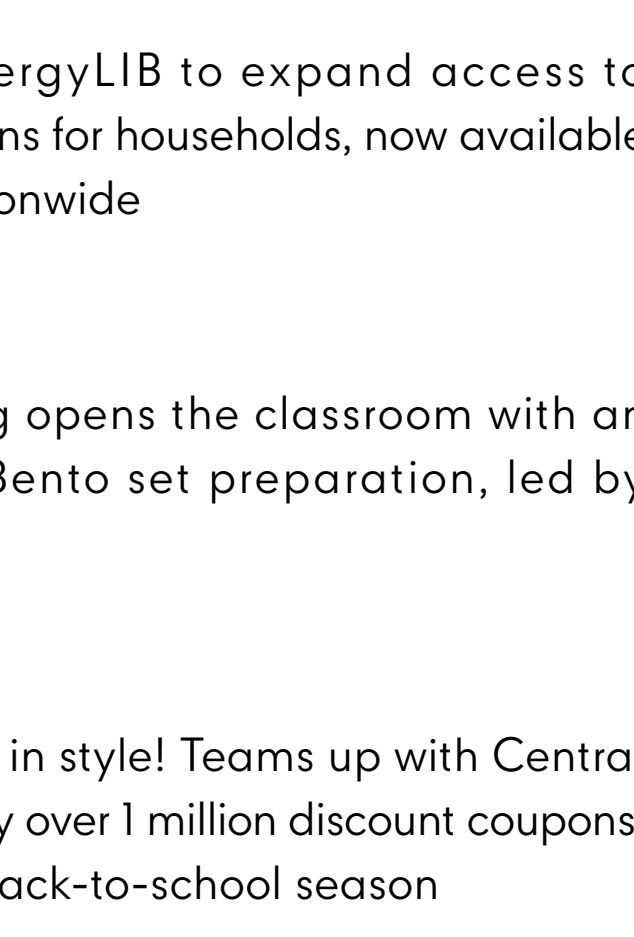 ergyLIB to expand access to
ns for households, now available
onwide
g opens the classroom with an
Bento set preparation, led by
in style! Teams up with Centra
y over 1 million discount coupons
ack-to-school season